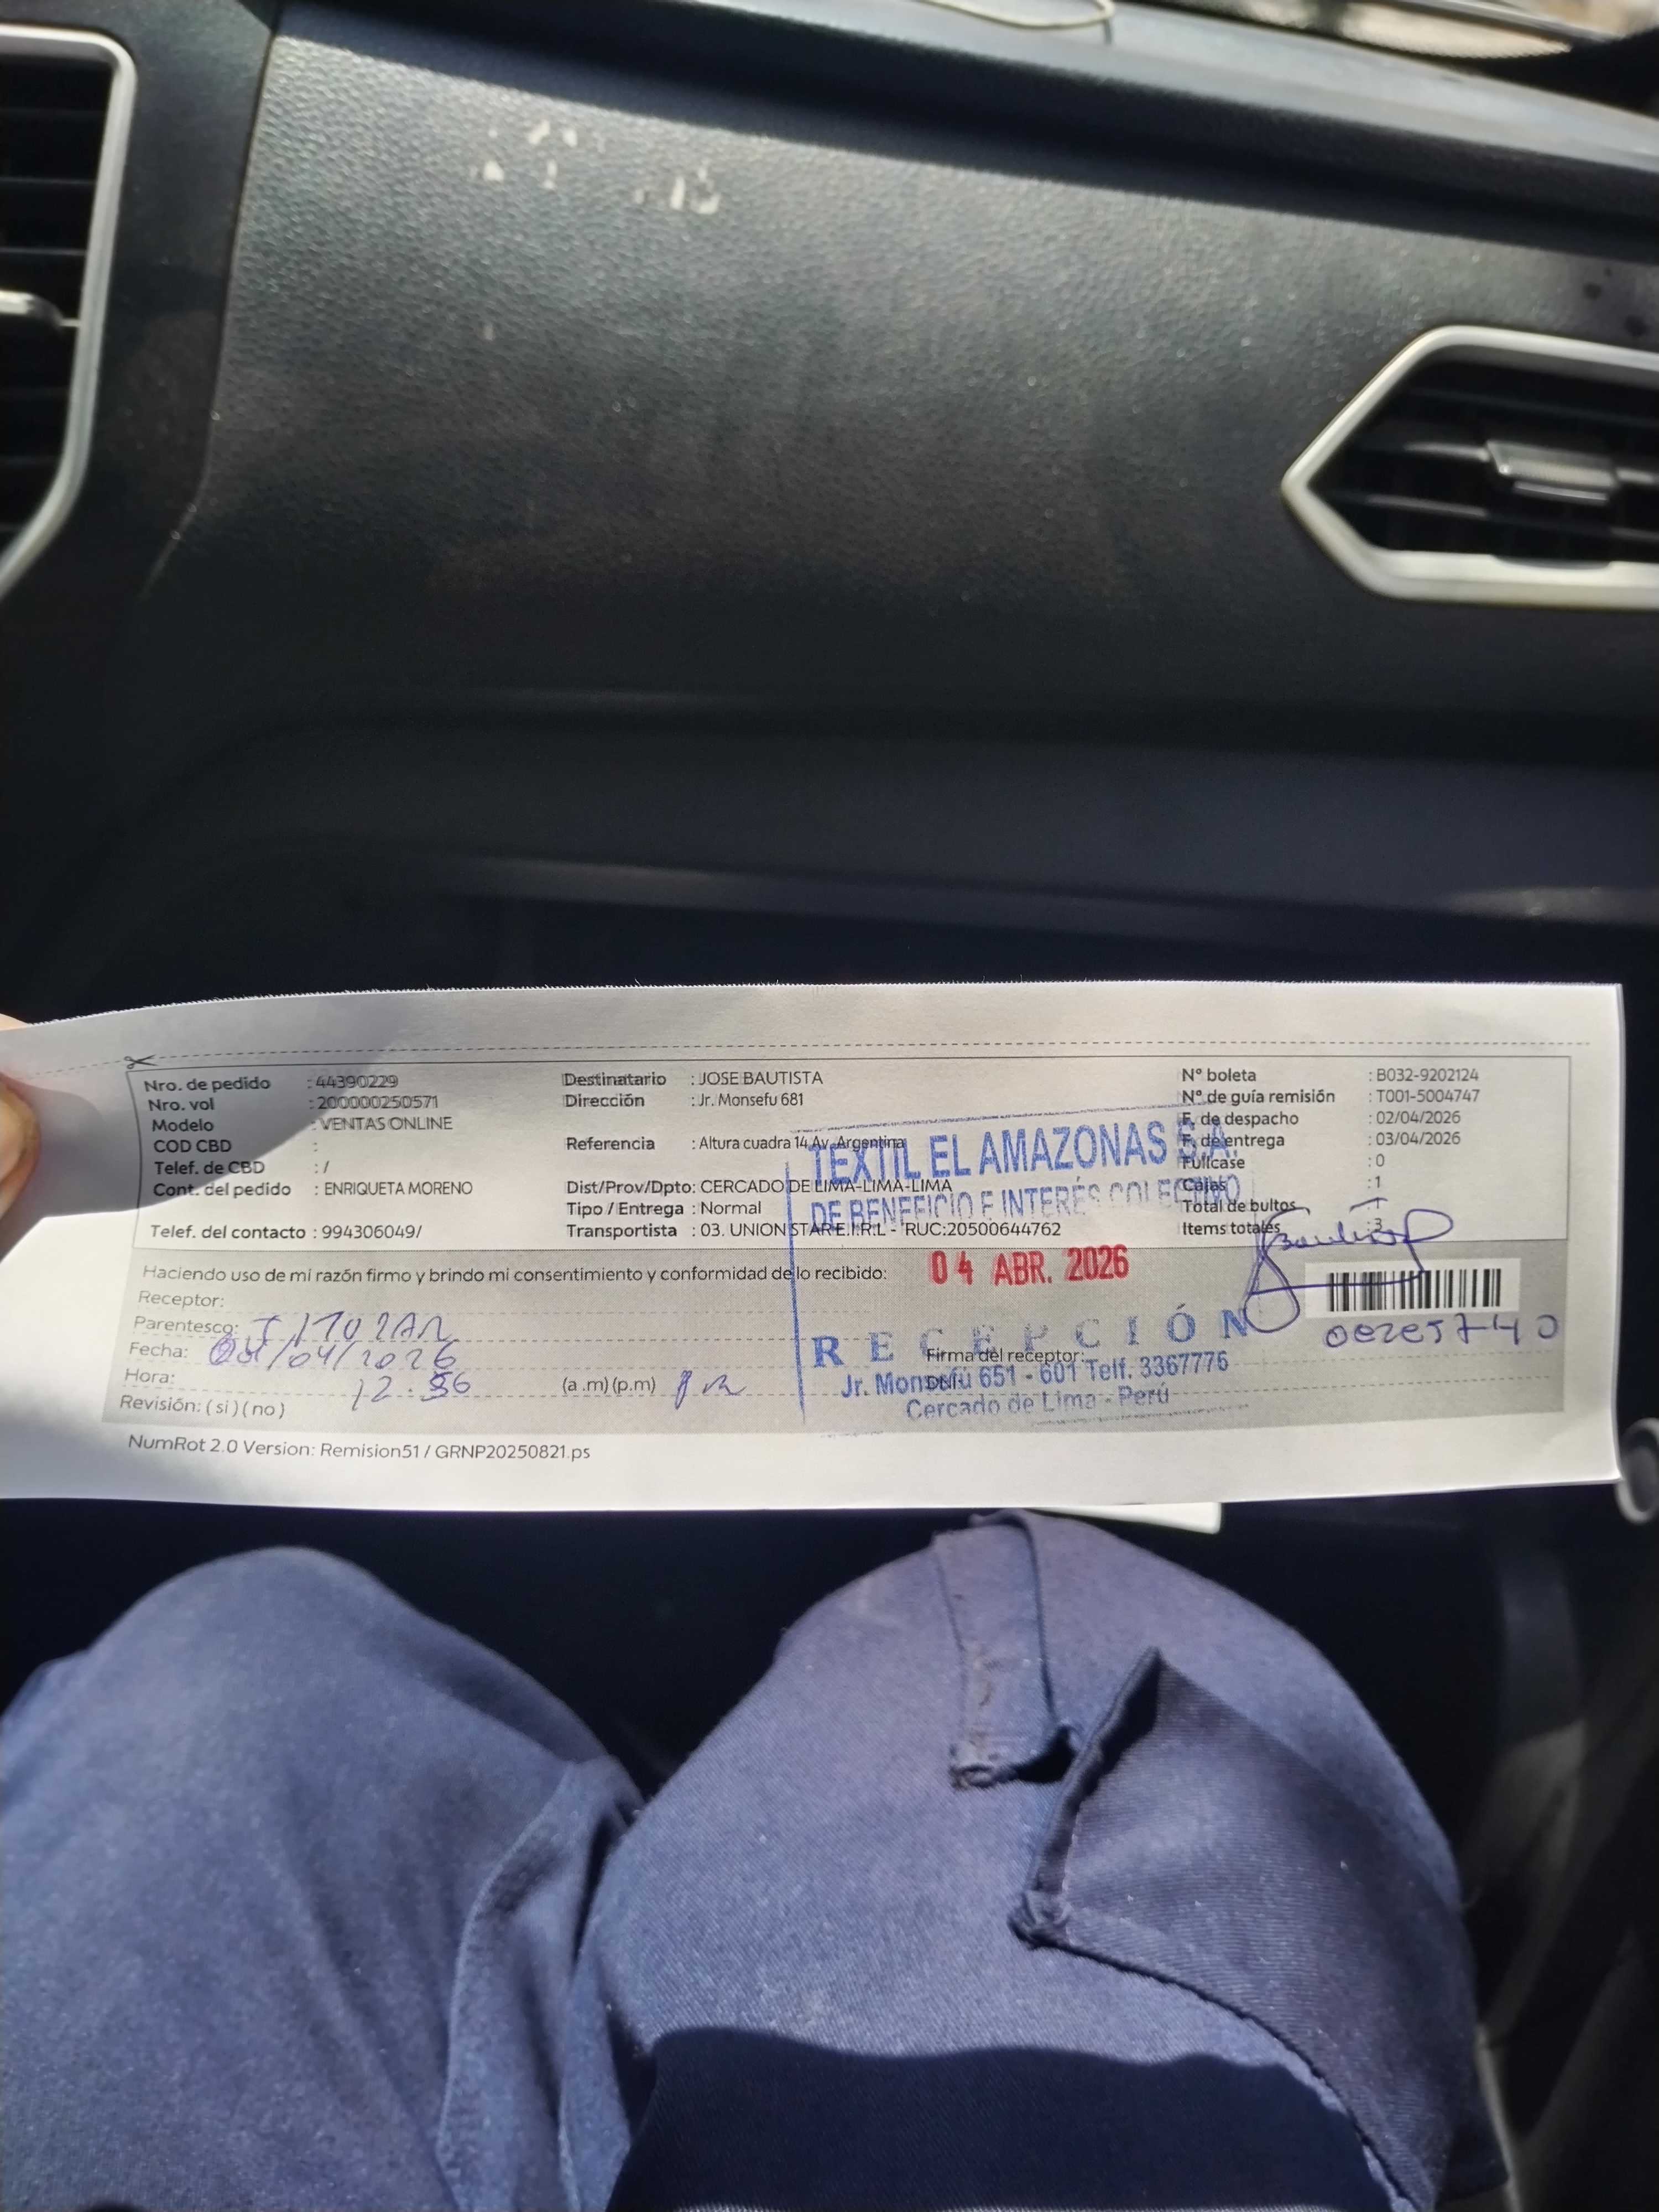 Nro. de pedido : 44390229
Nro. vol : 200000250571
Modelo : VENTAS ONLINE
COD CBD :
Telef. de CBD : /
Cont. del pedido : ENRIQUETA MORENO
Telef. del contacto : 994306049/
Destinatario : JOSE BAUTISTA
Dirección : Jr. Monsefu 681
Referencia : Altura cuadra 14 Av. Argentina
Dist/Prov/Dpto: CERCADO DE LIMA-LIMA-LIMA
Tipo / Entrega : Normal
Transportista : 03. UNION STAR E.I.R.L - RUC:20500644762
N° boleta : B032-9202124
N° de guía remisión : T001-5004747
F. de despacho : 02/04/2026
F. de entrega : 03/04/2026
Fullcase : 0
Cajas : 1
Total de bultos : 1
Items totales : 3
TEXTIL EL AMAZONAS S.A.
DE BENEFICIO E INTERÉS COLECTIVO
04 ABR. 2026
RECEPCIÓN
Jr. Monsefú 651 - 601 Telf. 3367776
Cercado de Lima - Perú
Haciendo uso de mi razón firmo y brindo mi consentimiento y conformidad de lo recibido:
Receptor:
Parentesco: TITULAR
Fecha: 04/04/2026
Hora: 12:56 (a.m)(p.m) pm
Revisión: ( si ) ( no )
Firma del receptor:
DNI
NumRot 2.0 Version: Remision51 / GRNP20250821.ps